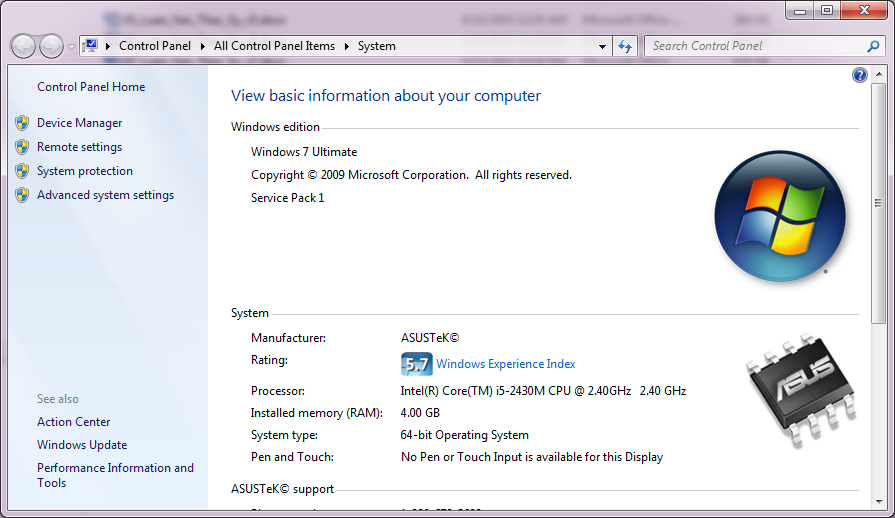 Control Panel
All Control Panel Items
System
Search Control Panel
Control Panel Home
Device Manager
Remote settings
System protection
Advanced system settings
See also
Action Center
Windows Update
Performance Information and
Tools
View basic information about your computer
Windows edition
Windows 7 Ultimate
Copyright © 2009 Microsoft Corporation.  All rights reserved.
Service Pack 1
System
Manufacturer: ASUSTeK©
Rating: 5.7 Windows Experience Index
Processor: Intel(R) Core(TM) i5-2430M CPU @ 2.40GHz   2.40 GHz
Installed memory (RAM): 4.00 GB
System type: 64-bit Operating System
Pen and Touch: No Pen or Touch Input is available for this Display
ASUS
ASUSTeK© support